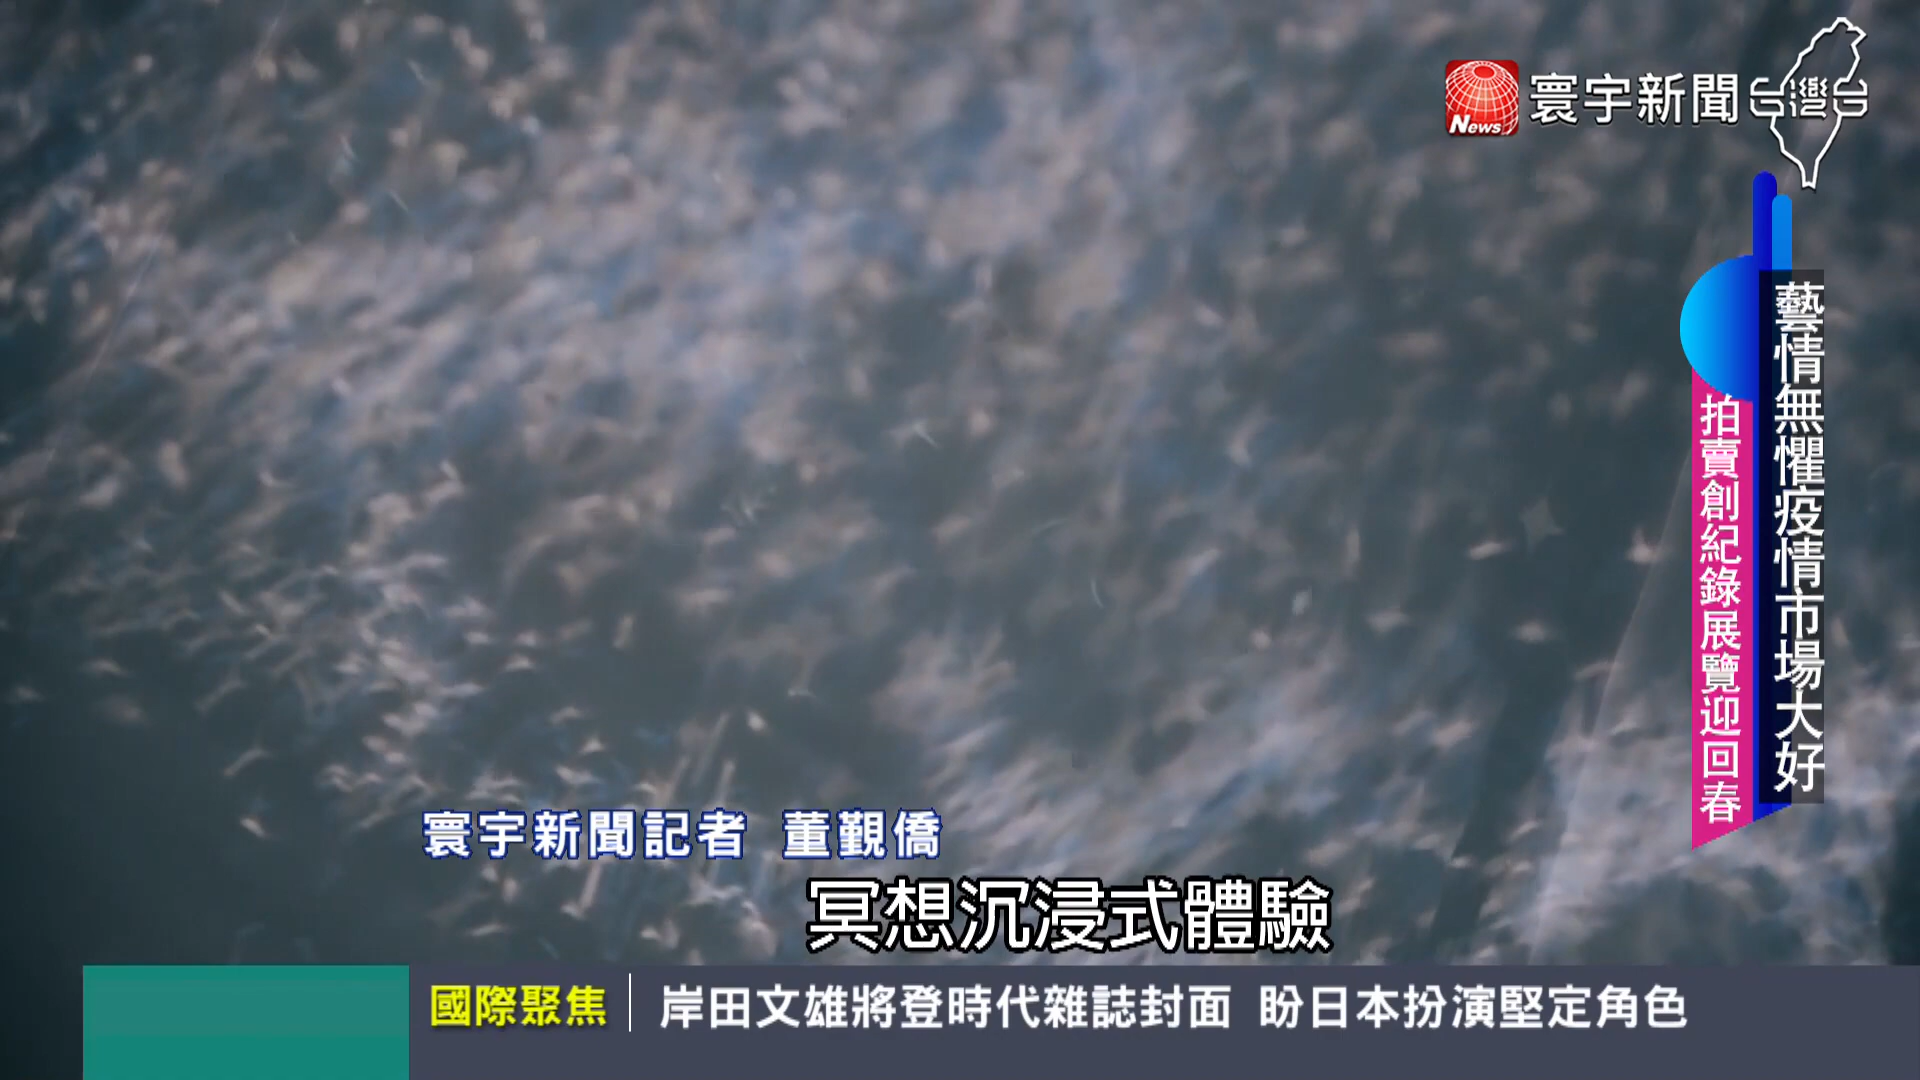 News
寰宇新聞 台灣台
藝情無懼疫情市場大好
拍賣創紀錄展覽迎回春
寰宇新聞記者 董覲僑
冥想沉浸式體驗
國際聚焦 岸田文雄將登時代雜誌封面 盼日本扮演堅定角色